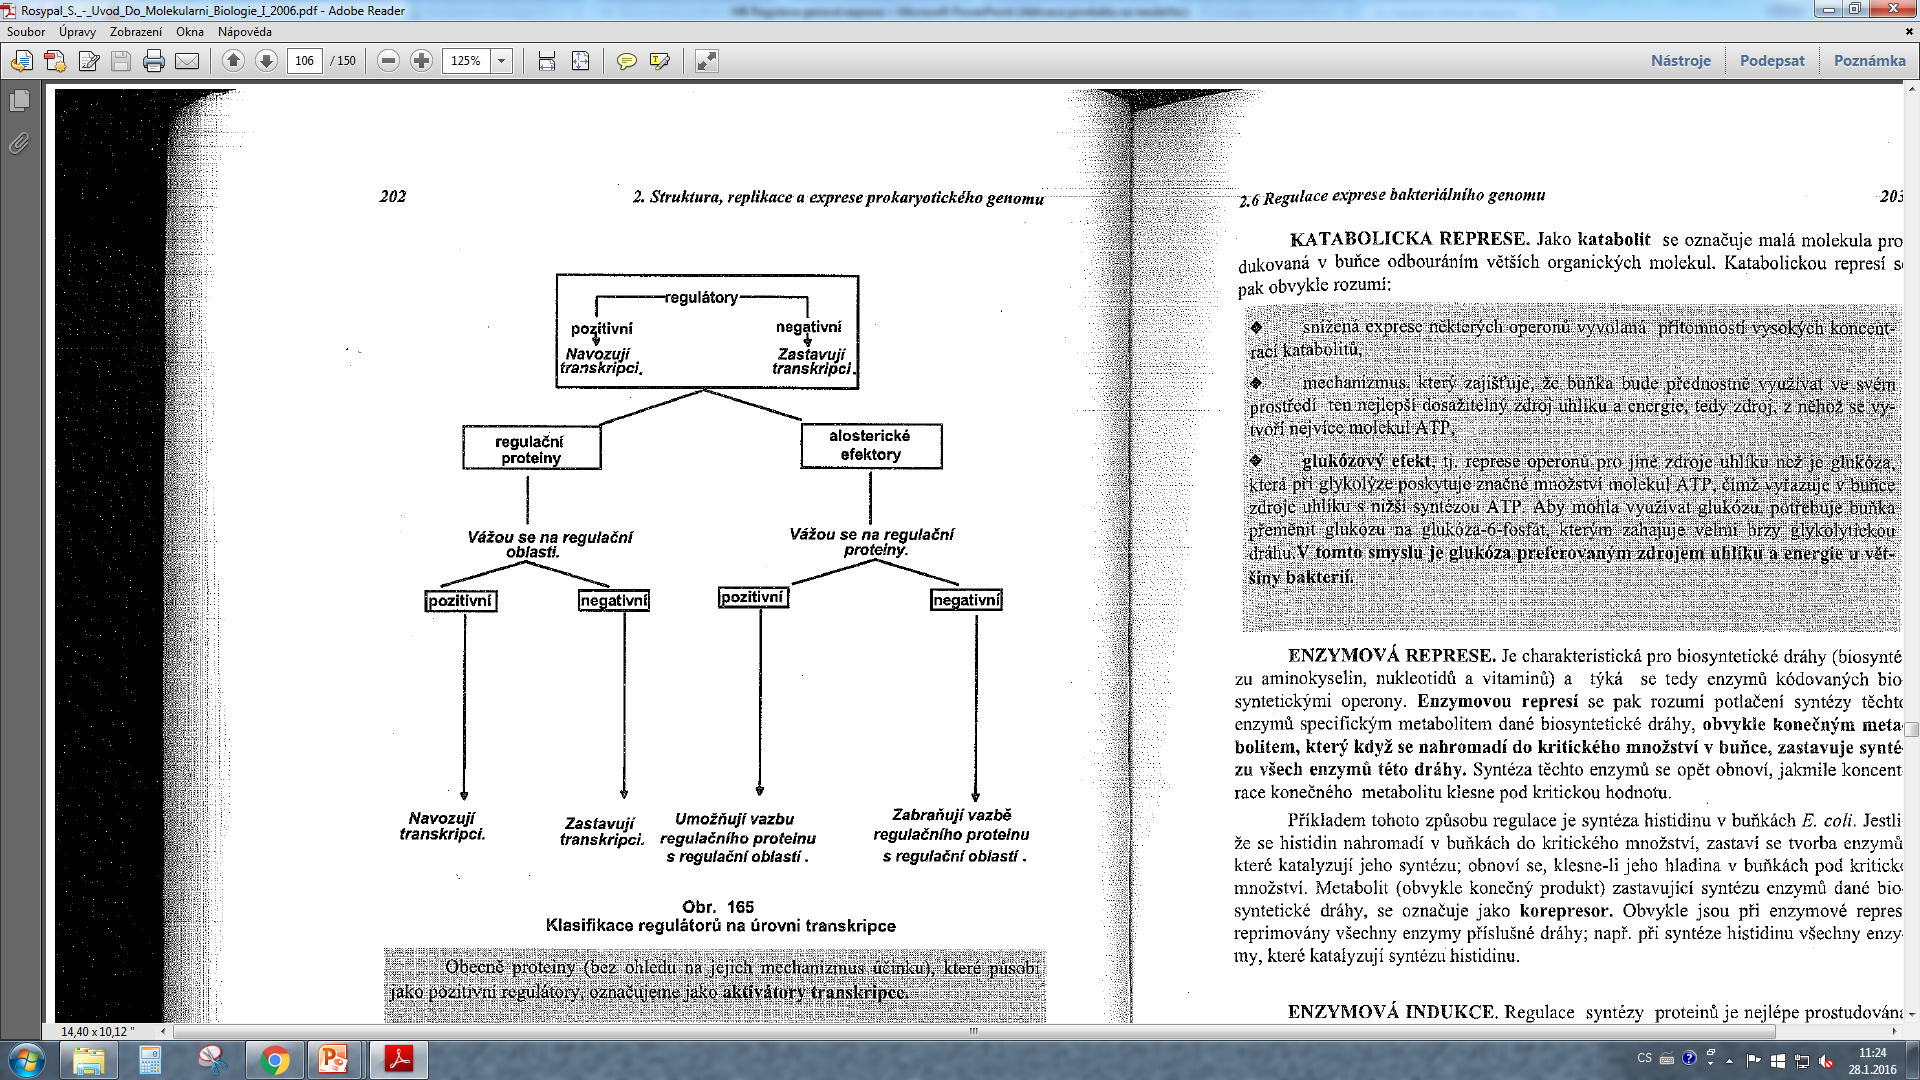 Rosypal_S._-_Uvod_Do_Molekularni_Biologie_I_2006.pdf - Adobe Reader
Soubor Úpravy Zobrazení Okna Nápověda
106 / 150 125% Nástroje Podepsat Poznámka
202 2. Struktura, replikace a exprese prokaryotického genomu
regulátory
pozitivní negativní
Navozují transkripci.
Zastavují transkripci.
regulační proteiny
alosterické efektory
Vážou se na regulační oblasti.
Vážou se na regulační proteiny.
pozitivní negativní pozitivní negativní
Navozují transkripci.
Zastavují transkripci.
Umožňují vazbu regulačního proteinu s regulační oblastí.
Zabraňují vazbě regulačního proteinu s regulační oblastí.
Obr. 165
Klasifikace regulátorů na úrovni transkripce
Obecně proteiny (bez ohledu na jejich mechanizmus účinku), které působí
jako pozitivní regulátory, označujeme jako aktivátory transkripce.
2.6 Regulace exprese bakteriálního genomu 203
KATABOLICKÁ REPRESE. Jako katabolit se označuje malá molekula pro
dukovaná v buňce odbouráním větších organických molekul. Katabolickou represí s
pak obvykle rozumí:
❖ snížená exprese některých operonů vyvolaná přítomností vysokých koncent-
rací katabolitů,
❖ mechanizmus, který zajišťuje, že buňka bude přednostně využívat ve svém
prostředí ten nejlepší dosažitelný zdroj uhlíku a energie, tedy zdroj, z něhož se vy-
tvoří nejvíce molekul ATP,
❖ glukózový efekt, tj. represe operonů pro jiné zdroje uhlíku než je glukóza,
která při glykolýze poskytuje značné množství molekul ATP, čímž vyřazuje v buňce
zdroje uhlíku s nižší syntézou ATP. Aby mohla využívat glukózu, potřebuje buňka
přeměnit glukózu na glukóza-6-fosfát, kterým zahajuje velmi brzy glykolytickou
dráhu. V tomto smyslu je glukóza preferovaným zdrojem uhlíku a energie u vět-
šiny bakterií.
ENZYMOVÁ REPRESE. Je charakteristická pro biosyntetické dráhy (biosynté
zu aminokyselin, nukleotidů a vitaminů) a týká se tedy enzymů kódovaných bio-
syntetickými operony. Enzymovou represí se pak rozumí potlačení syntézy těchto
enzymů specifickým metabolitem dané biosyntetické dráhy, obvykle konečným meta-
bolitem, který když se nahromadí do kritického množství v buňce, zastavuje synté-
zu všech enzymů této dráhy. Syntéza těchto enzymů se opět obnoví, jakmile koncent
race konečného metabolitu klesne pod kritickou hodnotu.
Příkladem tohoto způsobu regulace je syntéza histidinu v buňkách E. coli. Jestli
že se histidin nahromadí v buňkách do kritického množství, zastaví se tvorba enzymů
které katalyzují jeho syntézu; obnoví se, klesne-li jeho hladina v buňkách pod kritické
množství. Metabolit (obvykle konečný produkt) zastavující syntézu enzymů dané bio-
syntetické dráhy, se označuje jako korepresor. Obvykle jsou při enzymové repres
reprimovány všechny enzymy příslušné dráhy; např. při syntéze histidinu všechny enzy-
my, které katalyzují syntézu histidinu.
ENZYMOVÁ INDUKCE. Regulace syntézy proteinů je nejlépe prostudována
14,40 x 10,12 "
CS 11:24
28.1.2016